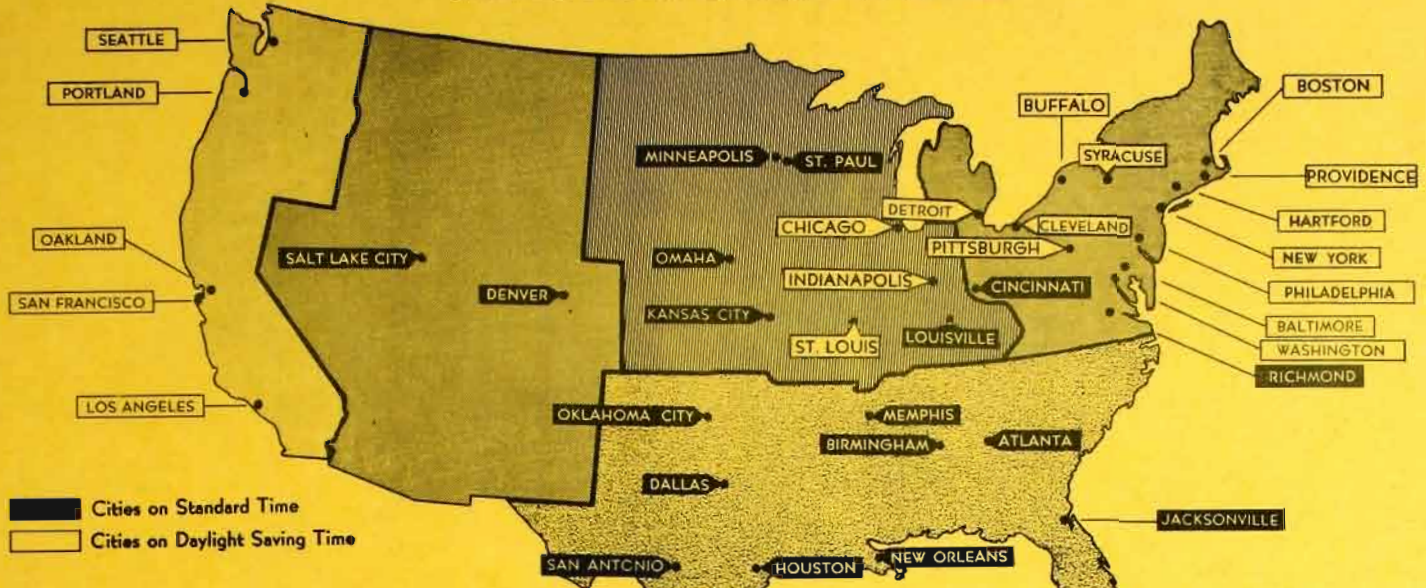 SEATTLE
PORTLAND
OAKLAND
SAN FRANCISCO
LOS ANGELES
SALT LAKE CITY
DENVER
MINNEAPOLIS
ST. PAUL
OMAHA
KANSAS CITY
CHICAGO
INDIANAPOLIS
ST. LOUIS
LOUISVILLE
DETROIT
CLEVELAND
PITTSBURGH
CINCINNATI
BUFFALO
SYRACUSE
BOSTON
PROVIDENCE
HARTFORD
NEW YORK
PHILADELPHIA
BALTIMORE
WASHINGTON
RICHMOND
OKLAHOMA CITY
MEMPHIS
BIRMINGHAM
ATLANTA
DALLAS
JACKSONVILLE
SAN ANTONIO
HOUSTON
NEW ORLEANS
Cities on Standard Time
Cities on Daylight Saving Time